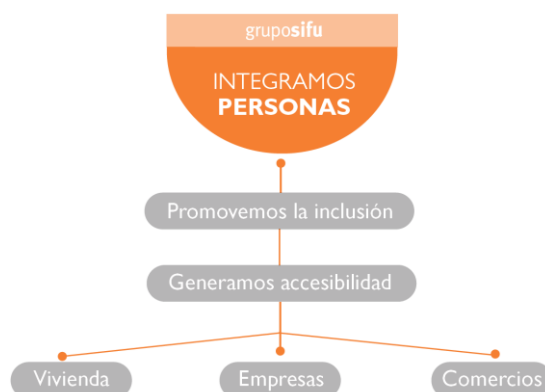 gruposifu
INTEGRAMOS
PERSONAS
Promovemos la inclusión
Generamos accesibilidad
Vivienda
Empresas
Comercios